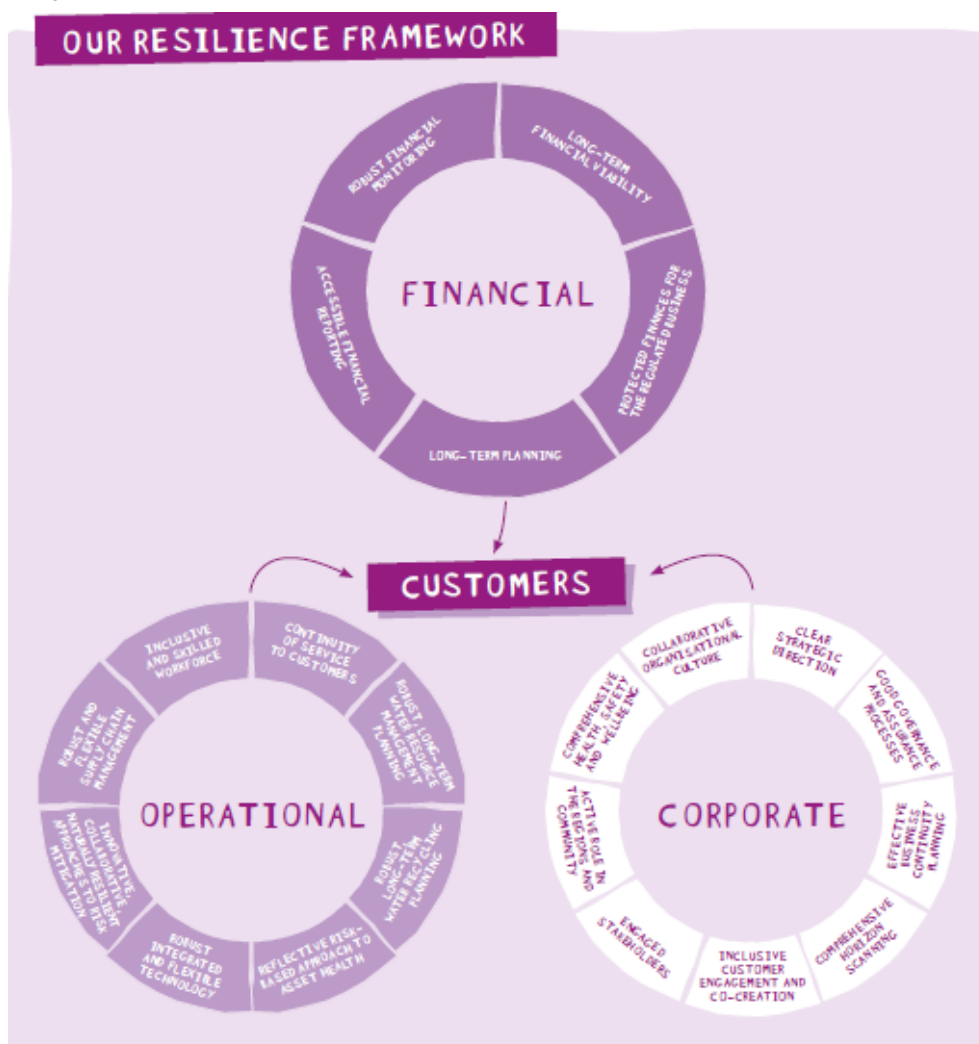 OUR RESILIENCE FRAMEWORK
ROBUST FINANCIAL
MONITORING
LONG-TERM
FINANCIAL VIABILITY
ACCESSIBLE FINANCIAL
REPORTING
FINANCIAL
PROTECTED FINANCES FOR
THE REGULATED BUSINESS
LONG-TERM PLANNING
CUSTOMERS
INCLUSIVE
AND SKILLED
WORKFORCE
CONTINUITY
OF SERVICE
TO CUSTOMERS
ROBUST, LONG-TERM
WATER RESOURCE
MANAGEMENT
PLANNING
ROBUST
LONG-TERM
WATER RECYCLING
PLANNING
REFLECTIVE RISK-
BASED APPROACH TO
ASSET HEALTH
ROBUST
INTEGRATED
AND FLEXIBLE
TECHNOLOGY
INNOVATIVE,
COLLABORATIVE,
NATURALLY RESILIENT
APPROACHES TO RISK
MITIGATION
ROBUST AND
FLEXIBLE
SUPPLY CHAIN
MANAGEMENT
OPERATIONAL
COLLABORATIVE
ORGANISATIONAL
CULTURE
CLEAR
STRATEGIC
DIRECTION
GOOD GOVERNANCE
AND ASSURANCE
PROCESSES
EFFECTIVE
BUSINESS
CONTINUITY
PLANNING
COMPREHENSIVE
HORIZON
SCANNING
INCLUSIVE
CUSTOMER
ENGAGEMENT AND
CO-CREATION
ENGAGED
STAKEHOLDERS
ACTIVE ROLE IN
THE REGIONS AND
COMMUNITY
COMPREHENSIVE
HEALTH, SAFETY
AND WELLBEING
CORPORATE